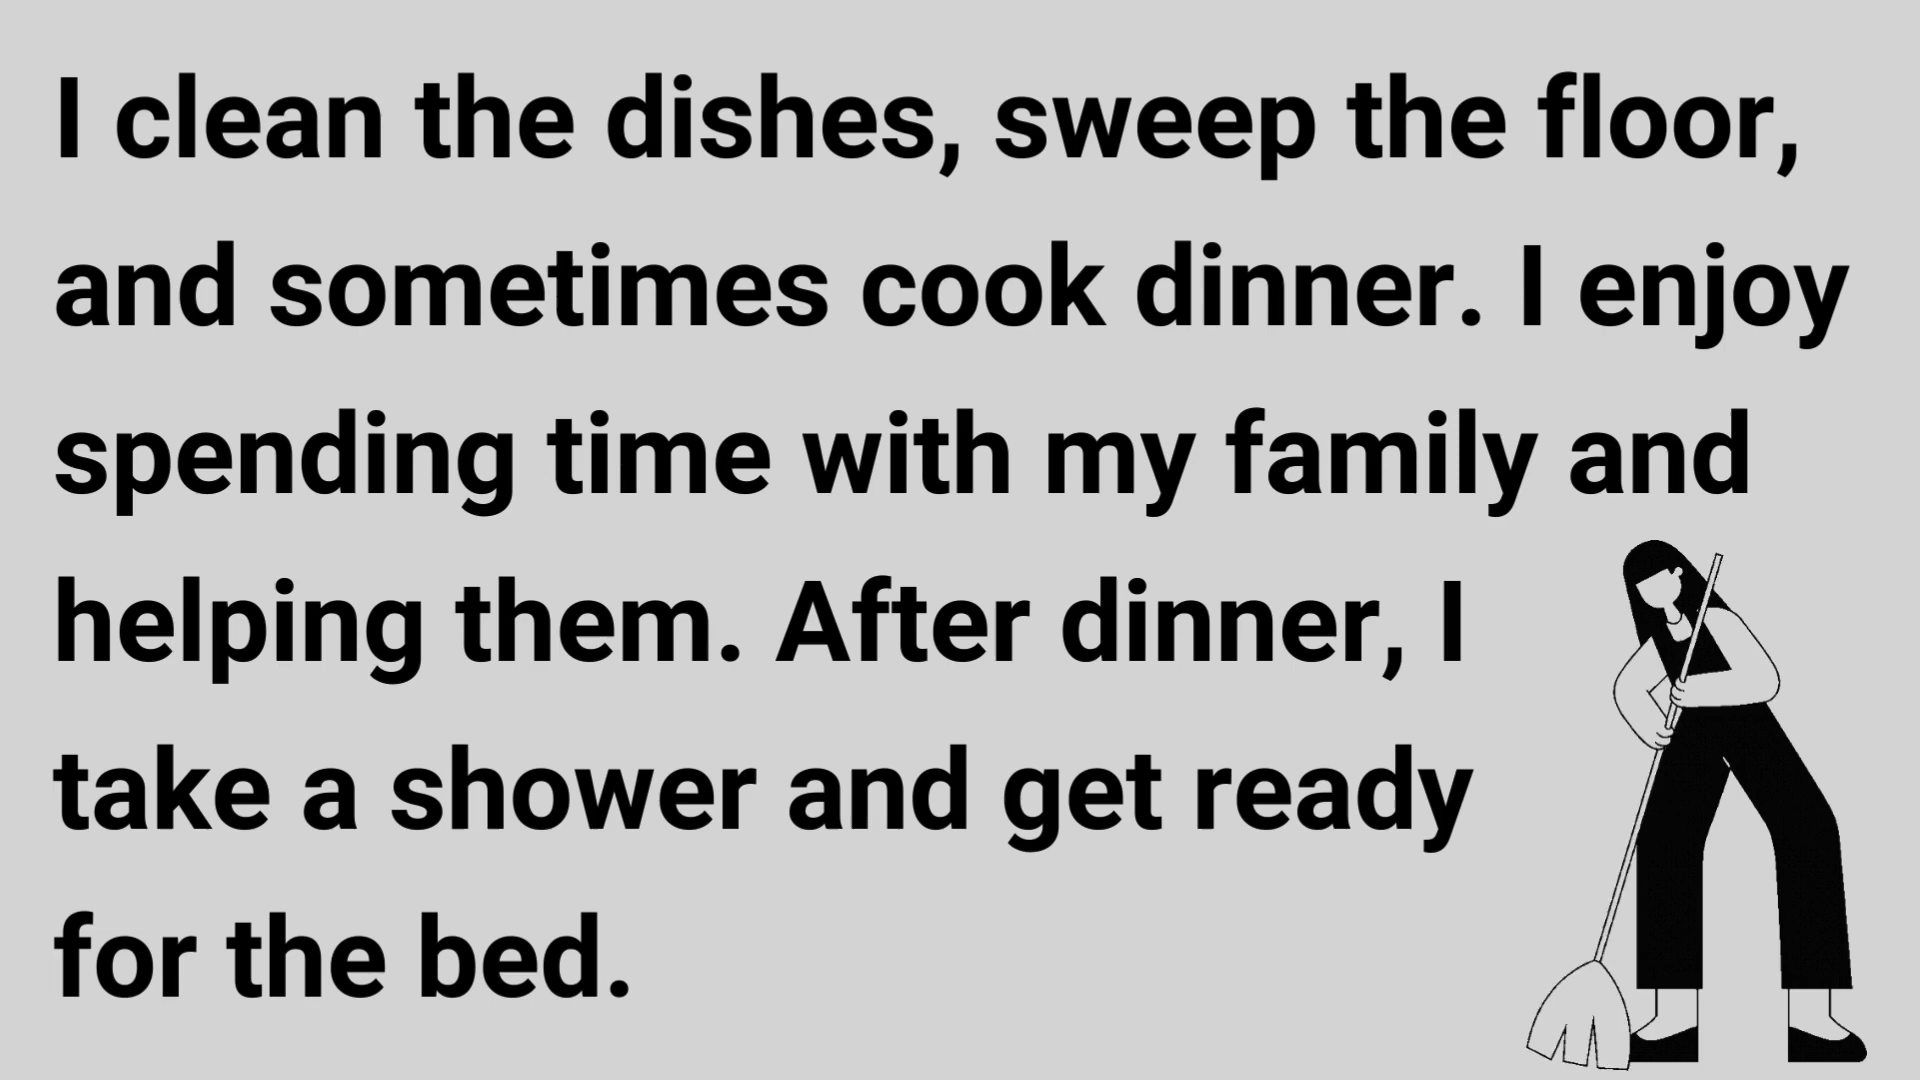 I clean the dishes, sweep the floor,
and sometimes cook dinner. I enjoy
spending time with my family and
helping them. After dinner, I
take a shower and get ready
for the bed.